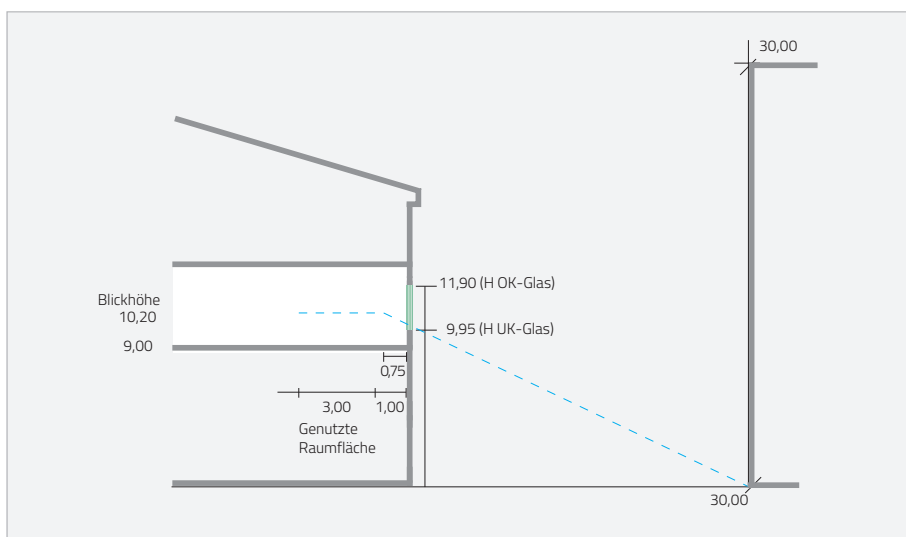 30,00
11,90 (H OK-Glas)
Blickhöhe
10,20
9,95 (H UK-Glas)
9,00
0,75
3,00
1,00
Genutzte
Raumfläche
30,00